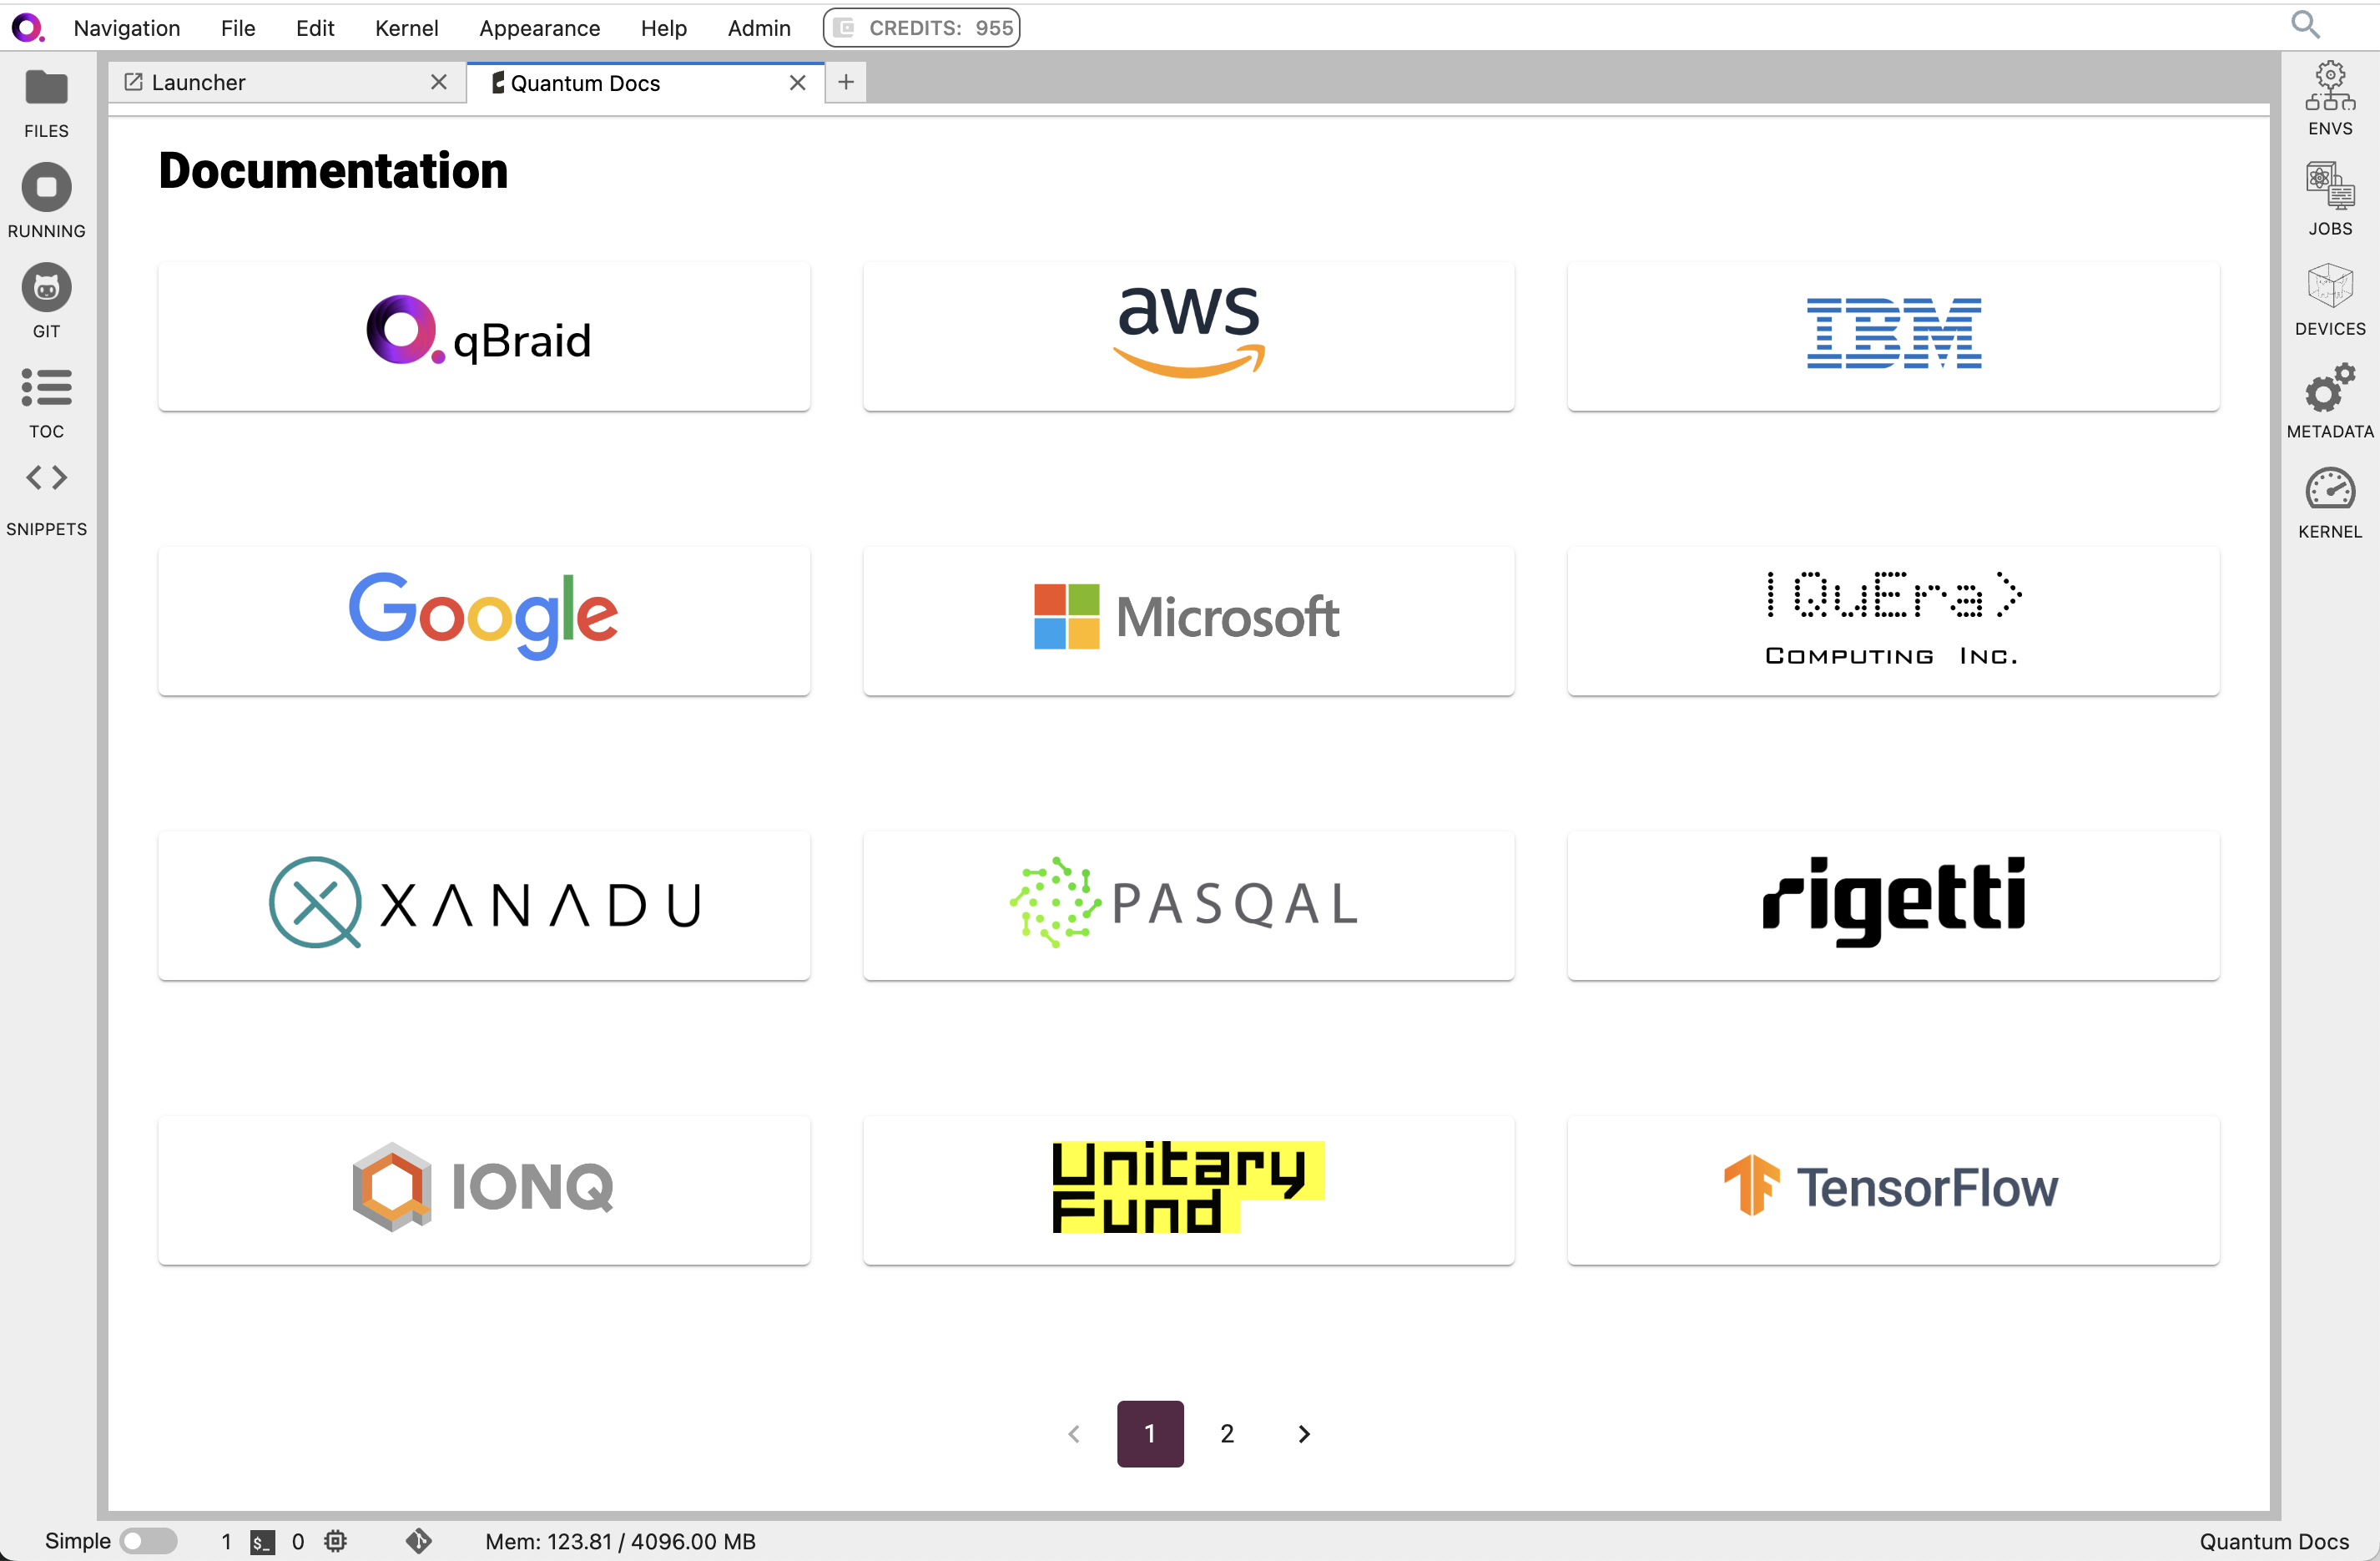 Navigation File Edit Kernel Appearance Help Admin CREDITS: 955
Launcher Quantum Docs
FILES
RUNNING
GIT
TOC
SNIPPETS
Documentation
qBraid
aws
IBM
Google
Microsoft
|QuEra>
COMPUTING INC.
XANADU
PASQAL
rigetti
IONQ
Unitary
Fund
TensorFlow
1 2
ENVS
JOBS
DEVICES
METADATA
KERNEL
Simple 1 $_ 0 Mem: 123.81 / 4096.00 MB Quantum Docs